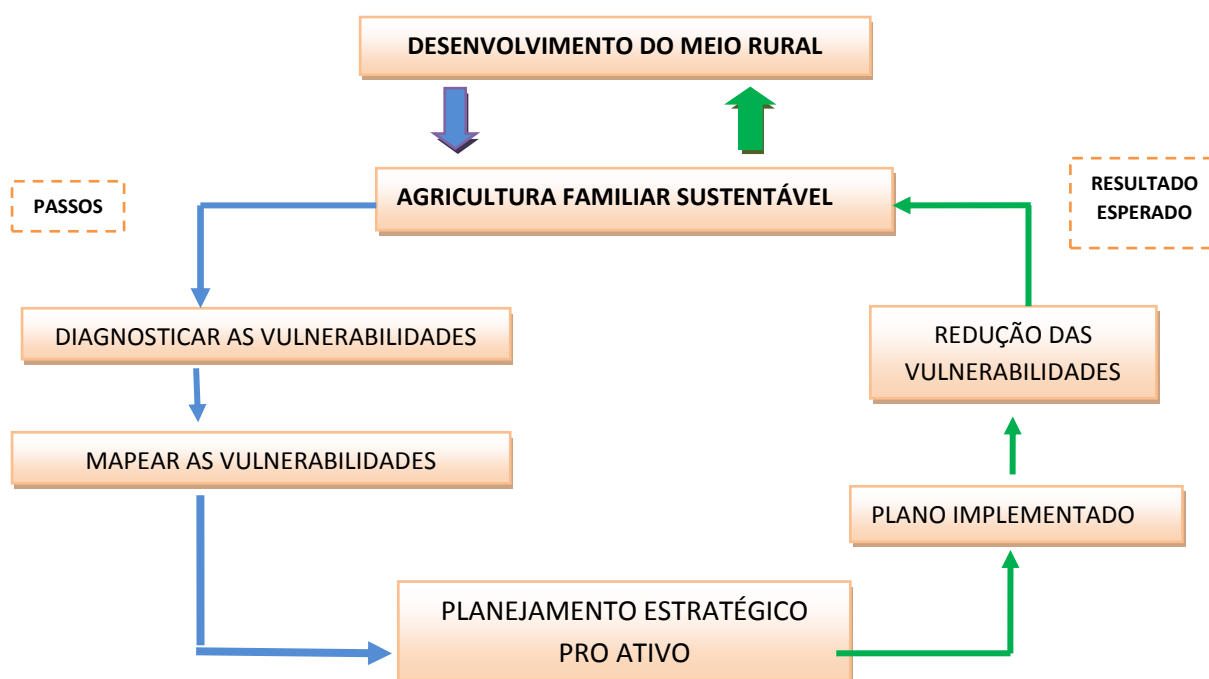 DESENVOLVIMENTO DO MEIO RURAL
AGRICULTURA FAMILIAR SUSTENTÁVEL
PASSOS
RESULTADO
ESPERADO
DIAGNOSTICAR AS VULNERABILIDADES
REDUÇÃO DAS
VULNERABILIDADES
MAPEAR AS VULNERABILIDADES
PLANO IMPLEMENTADO
PLANEJAMENTO ESTRATÉGICO
PRO ATIVO